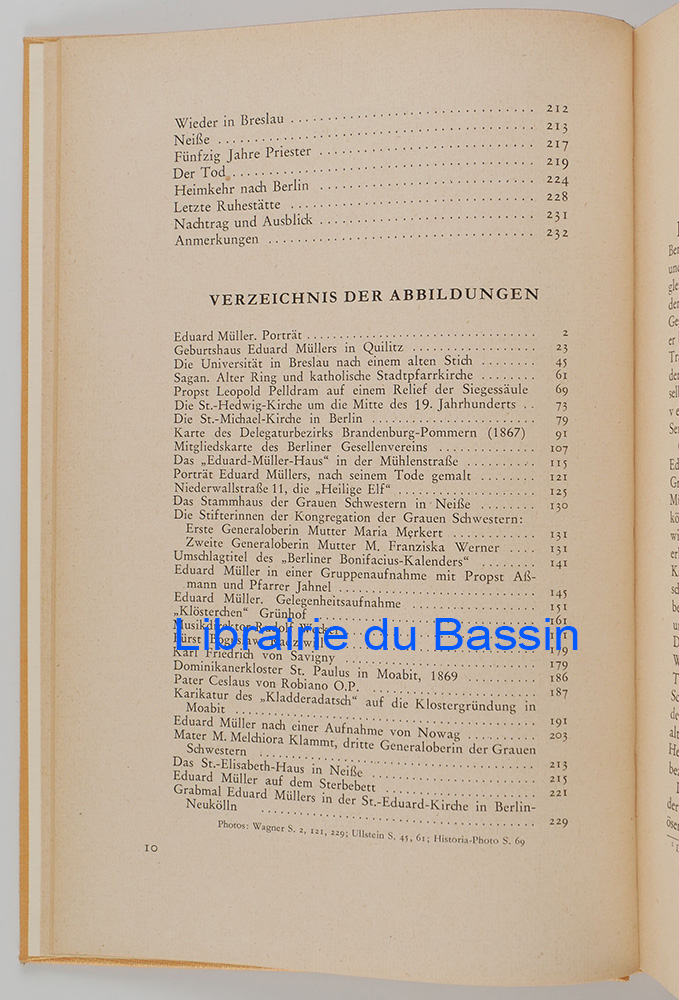 Wieder in Breslau . . . . . . . . . . . . . . . . . . . . 212
Neiße . . . . . . . . . . . . . . . . . . . . 213
Fünfzig Jahre Priester . . . . . . . . . . . . . . . . . . . . 217
Der Tod . . . . . . . . . . . . . . . . . . . . 219
Heimkehr nach Berlin . . . . . . . . . . . . . . . . . . . . 224
Letzte Ruhestätte . . . . . . . . . . . . . . . . . . . . 228
Nachtrag und Ausblick . . . . . . . . . . . . . . . . . . . . 231
Anmerkungen . . . . . . . . . . . . . . . . . . . . 232
VERZEICHNIS DER ABBILDUNGEN
Eduard Müller. Porträt . . . . . . . . . . . . . . . . . . . . 2
Geburtshaus Eduard Müllers in Quilitz . . . . . . . . . . 23
Die Universität in Breslau nach einem alten Stich . . . . . . . 45
Sagan. Alter Ring und katholische Stadtpfarrkirche . . . . . . . 61
Propst Leopold Pelldram auf einem Relief der Siegessäule 69
Die St.-Hedwig-Kirche um die Mitte des 19. Jahrhunderts . . 73
Die St.-Michael-Kirche in Berlin . . . . . . . . . . . . . . 79
Karte des Delegaturbezirks Brandenburg-Pommern (1867) 91
Mitgliedskarte des Berliner Gesellenvereins . . . . . . . . . . 107
Das „Eduard-Müller-Haus“ in der Mühlenstraße . . . . . . . . 115
Porträt Eduard Müllers, nach seinem Tode gemalt . . . . . . . 121
Niederwallstraße 11, die „Heilige Elf“ . . . . . . . . . . . . 125
Das Stammhaus der Grauen Schwestern in Neiße . . . . . . . . 130
Die Stifterinnen der Kongregation der Grauen Schwestern:
Erste Generaloberin Mutter Maria Merkert . . . . . . . . 131
Zweite Generaloberin Mutter M. Franziska Werner . . . . 131
Umschlagtitel des „Berliner Bonifacius-Kalenders“ . . . . . . . 141
Eduard Müller in einer Gruppenaufnahme mit Propst Aß-
mann und Pfarrer Jahnel . . . . . . . . . . . . . . . . 145
Eduard Müller. Gelegenheitsaufnahme . . . . . . . . . . . 151
„Klösterchen“ Grünhof . . . . . . . . . . . . . . . . 161
Musikdirektor Rudolf
Fürst Boguslaw Radziwill
Librairie du Bassin
Karl Friedrich von Savigny . . . . . . . . . . . . . . . . 179
Dominikanerkloster St. Paulus in Moabit, 1869 . . . . . . . . . 179
Pater Ceslaus von Robiano O.P. . . . . . . . . . . . . . . 186
Karikatur des „Kladderadatsch“ auf die Klostergründung in 187
Moabit . . . . . . . . . . . . . . . . . . . .
Eduard Müller nach einer Aufnahme von Nowag . . . . . . . . 191
Mater M. Melchiora Klammt, dritte Generaloberin der Grauen 203
Schwestern . . . . . . . . . . . . . . . . . . . .
Das St.-Elisabeth-Haus in Neiße . . . . . . . . . . . . . . 213
Eduard Müller auf dem Sterbebett . . . . . . . . . . . . . 215
Grabmal Eduard Müllers in der St.-Eduard-Kirche in Berlin- 221
Neukölln . . . . . . . . . . . . . . . . . . . . 229
Photos: Wagner S. 2, 121, 229; Ullstein S. 45, 61; Historia-Photo S. 69
10